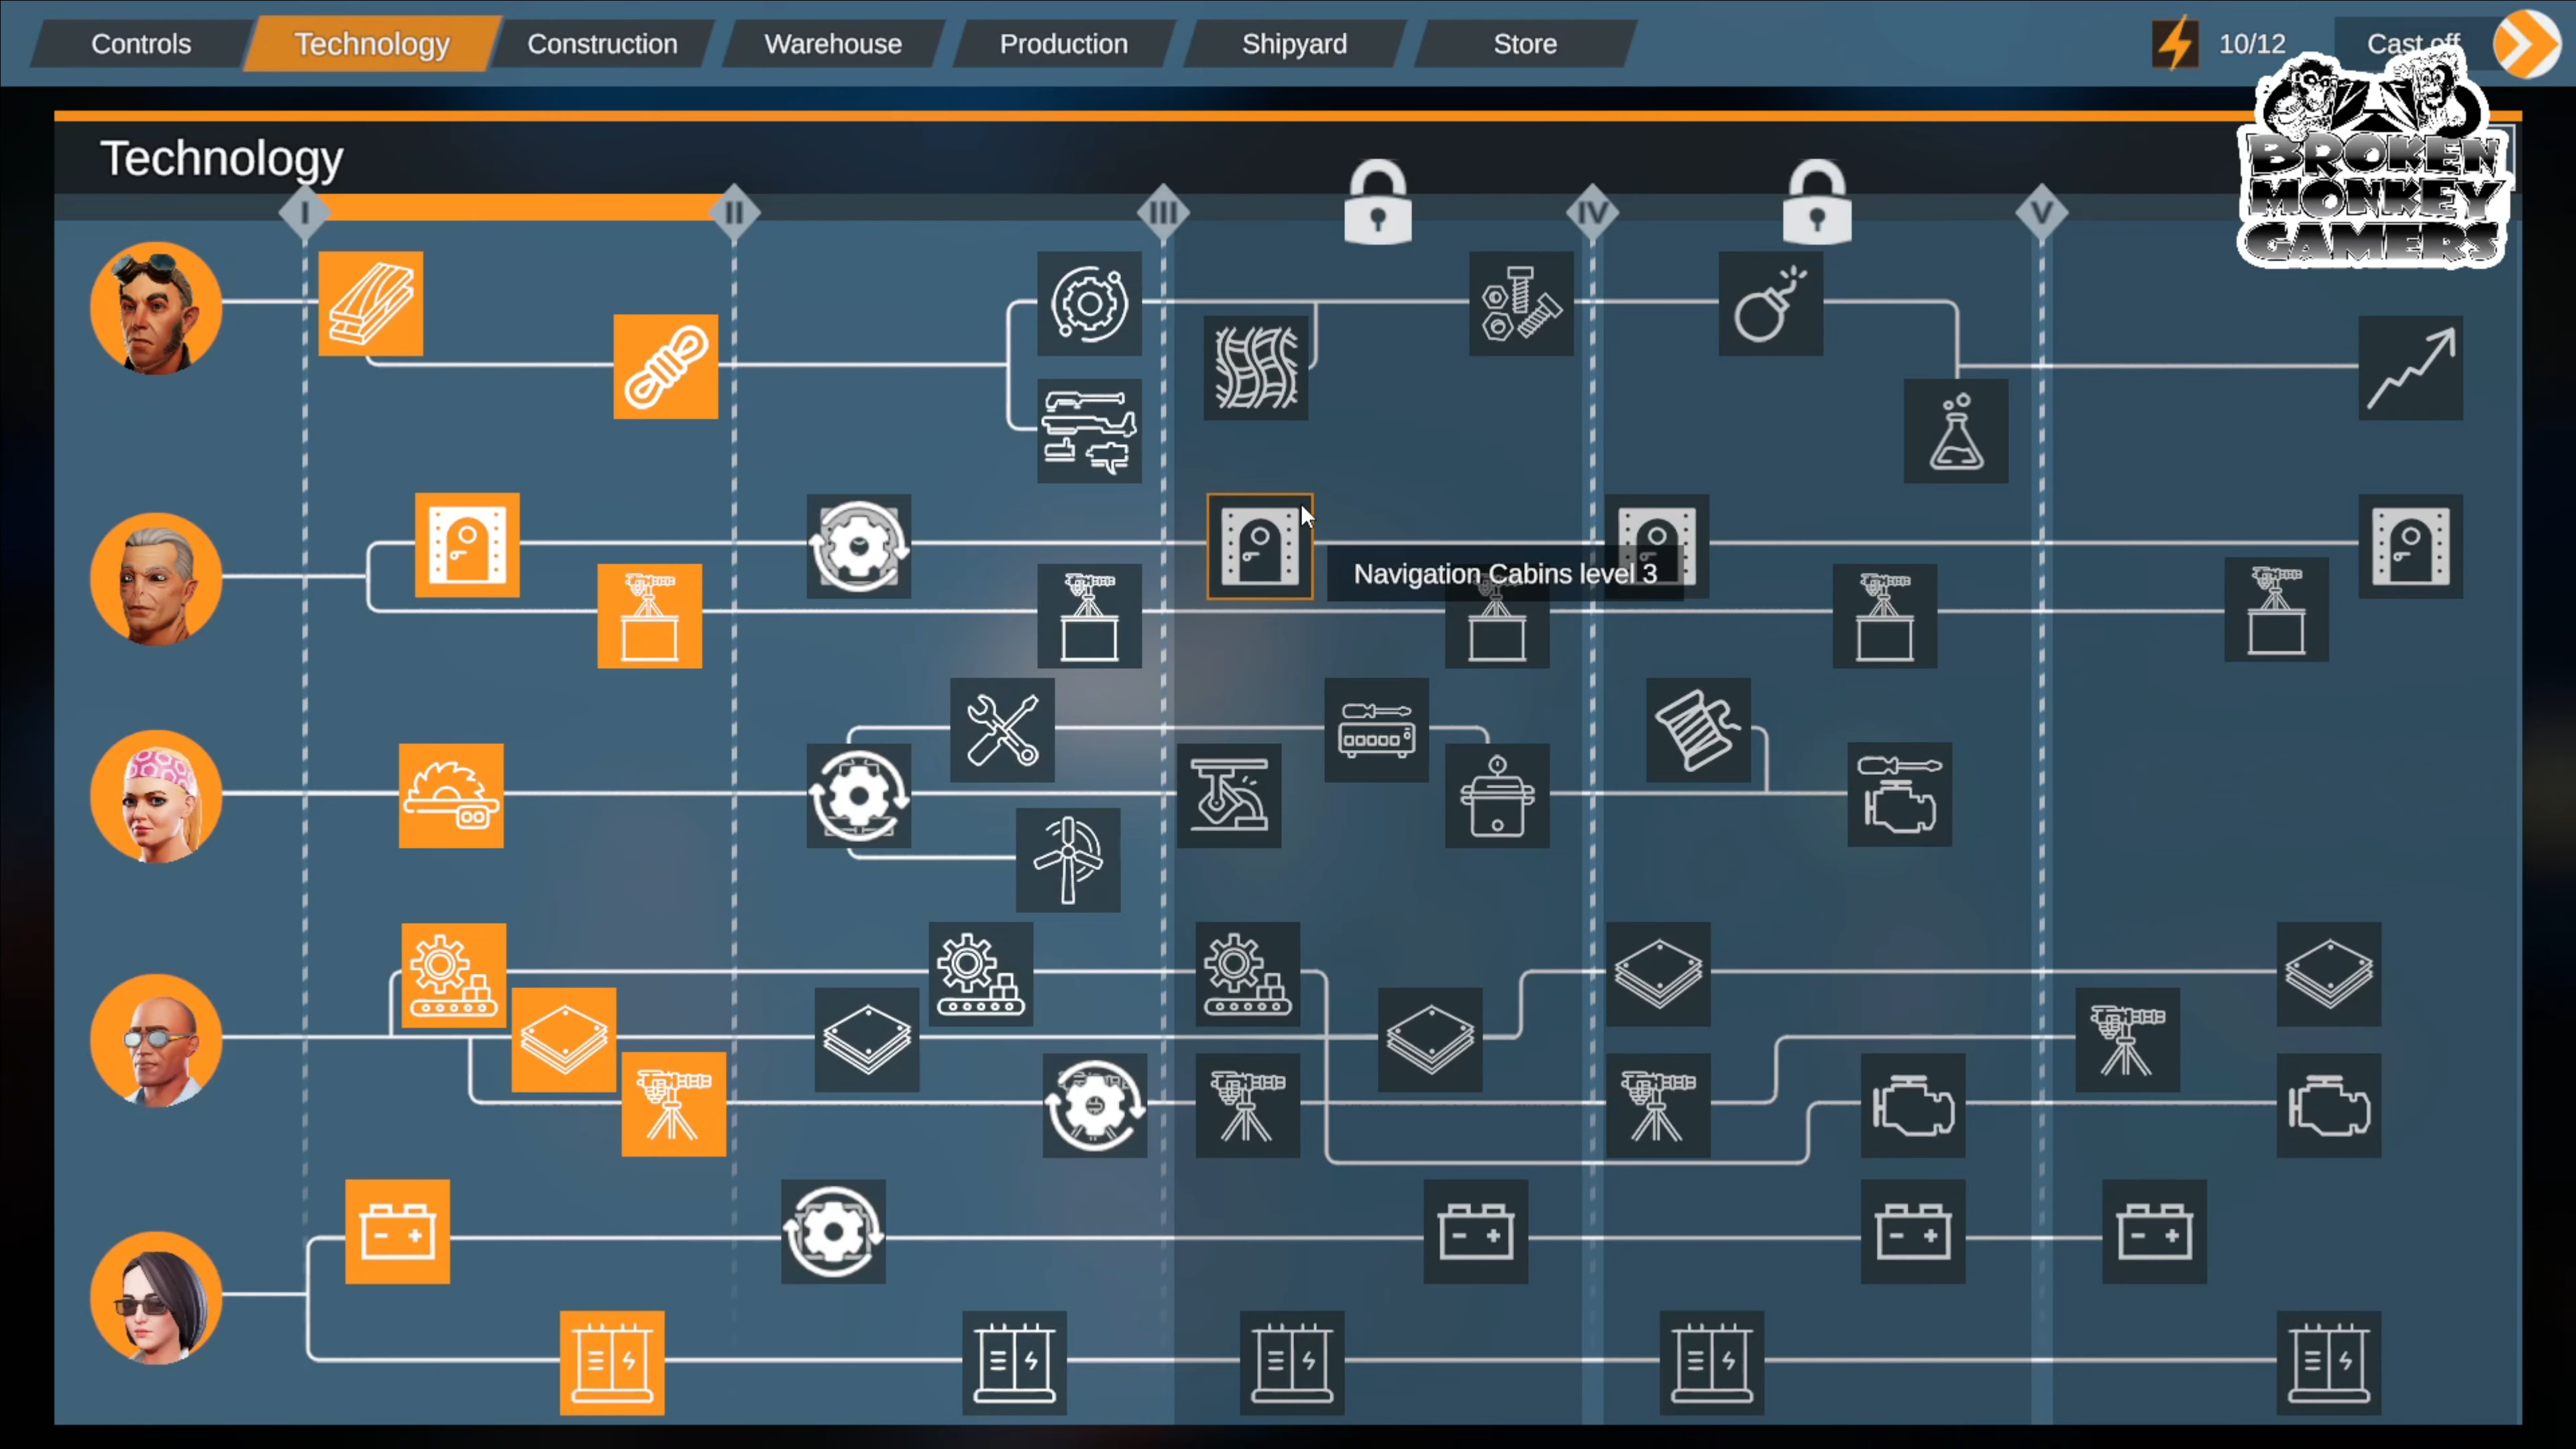 Controls
Technology
Construction
Warehouse
Production
Shipyard
Store
10/12
Cast off
BROKEN
MONKEY
GAMERS
Technology
I
II
III
IV
V
Navigation Cabins level 3